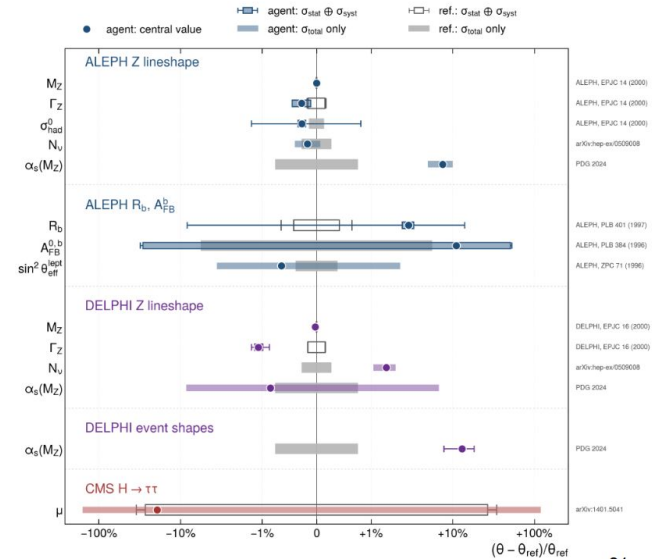 agent: central value
agent: σstat ⊕ σsyst
agent: σtotal only
ref.: σstat ⊕ σsyst
ref.: σtotal only
ALEPH Z lineshape
MZ ALEPH, EPJC 14 (2000)
ΓZ ALEPH, EPJC 14 (2000)
σ⁰had ALEPH, EPJC 14 (2000)
Nν arXiv:hep-ex/0509008
αs(MZ) PDG 2024
ALEPH Rb, AᵇFB
Rb ALEPH, PLB 401 (1997)
A⁰,ᵇFB ALEPH, PLB 384 (1996)
sin²θˡᵉᵖᵗeff ALEPH, ZPC 71 (1996)
DELPHI Z lineshape
MZ DELPHI, EPJC 16 (2000)
ΓZ DELPHI, EPJC 16 (2000)
Nν arXiv:hep-ex/0509008
αs(MZ) PDG 2024
DELPHI event shapes
αs(MZ) PDG 2024
CMS H → ττ
μ arXiv:1401.5041
−100% −10% −1% 0 +1% +10% +100%
(θ − θref)/θref